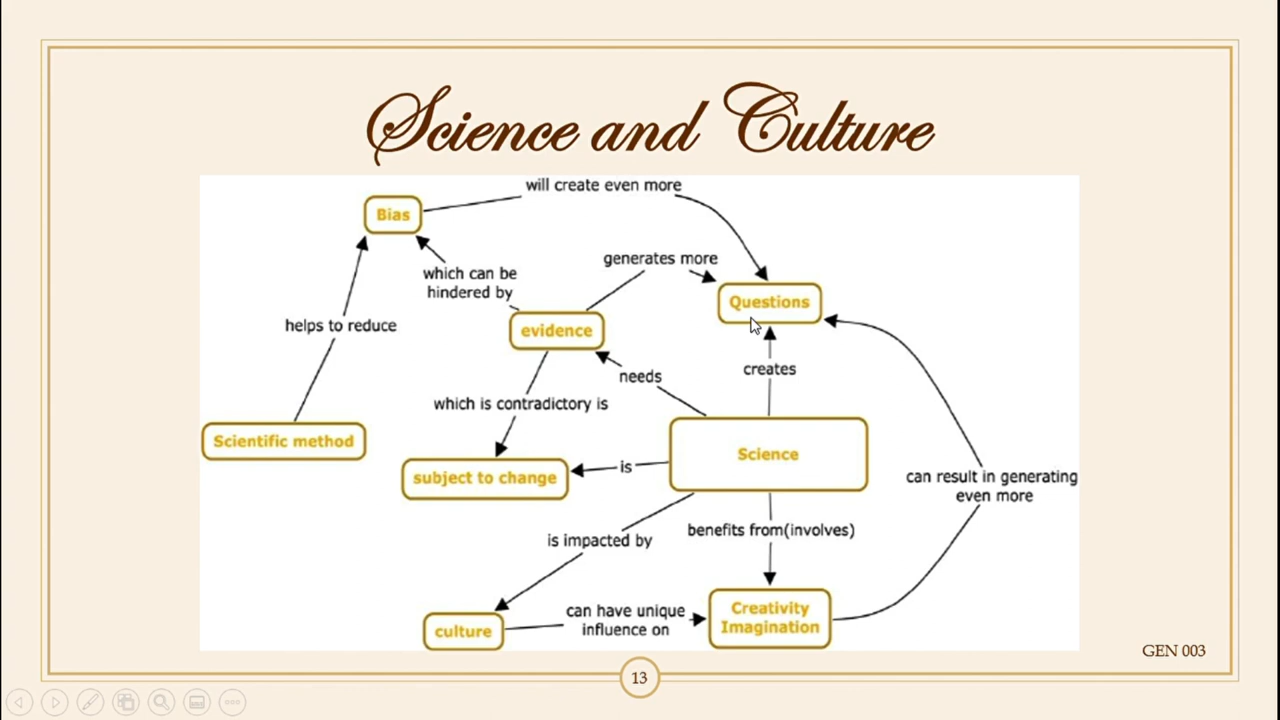 Science and Culture
will create even more
Bias
generates more
which can be
hindered by
Questions
helps to reduce
evidence
creates
needs
which is contradictory is
Scientific method
Science
is
subject to change
can result in generating
even more
benefits from(involves)
is impacted by
can have unique
influence on
Creativity
Imagination
culture
GEN 003
13